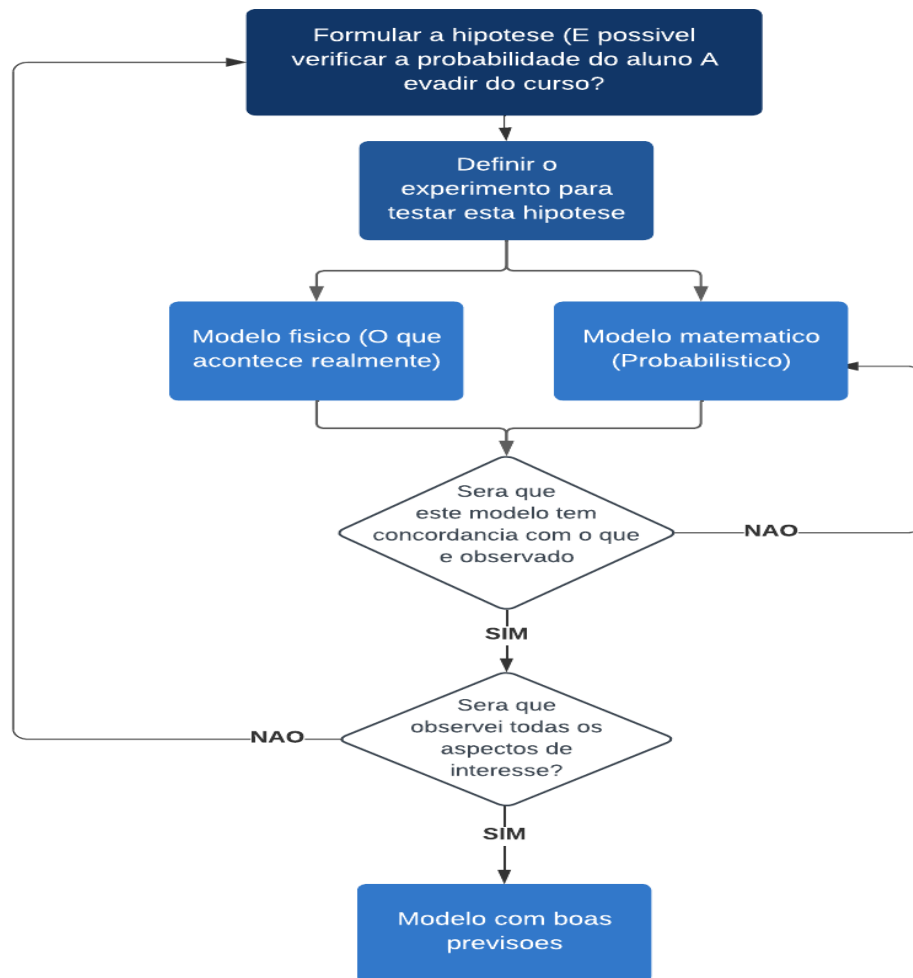 Formular a hipotese (E possivel
verificar a probabilidade do aluno A
evadir do curso?
Definir o
experimento para
testar esta hipotese
Modelo fisico (O que
acontece realmente)
Modelo matematico
(Probabilistico)
Sera que
este modelo tem
concordancia com o que
e observado
NAO
SIM
Sera que
observei todas os
aspectos de
interesse?
NAO
SIM
Modelo com boas
previsoes